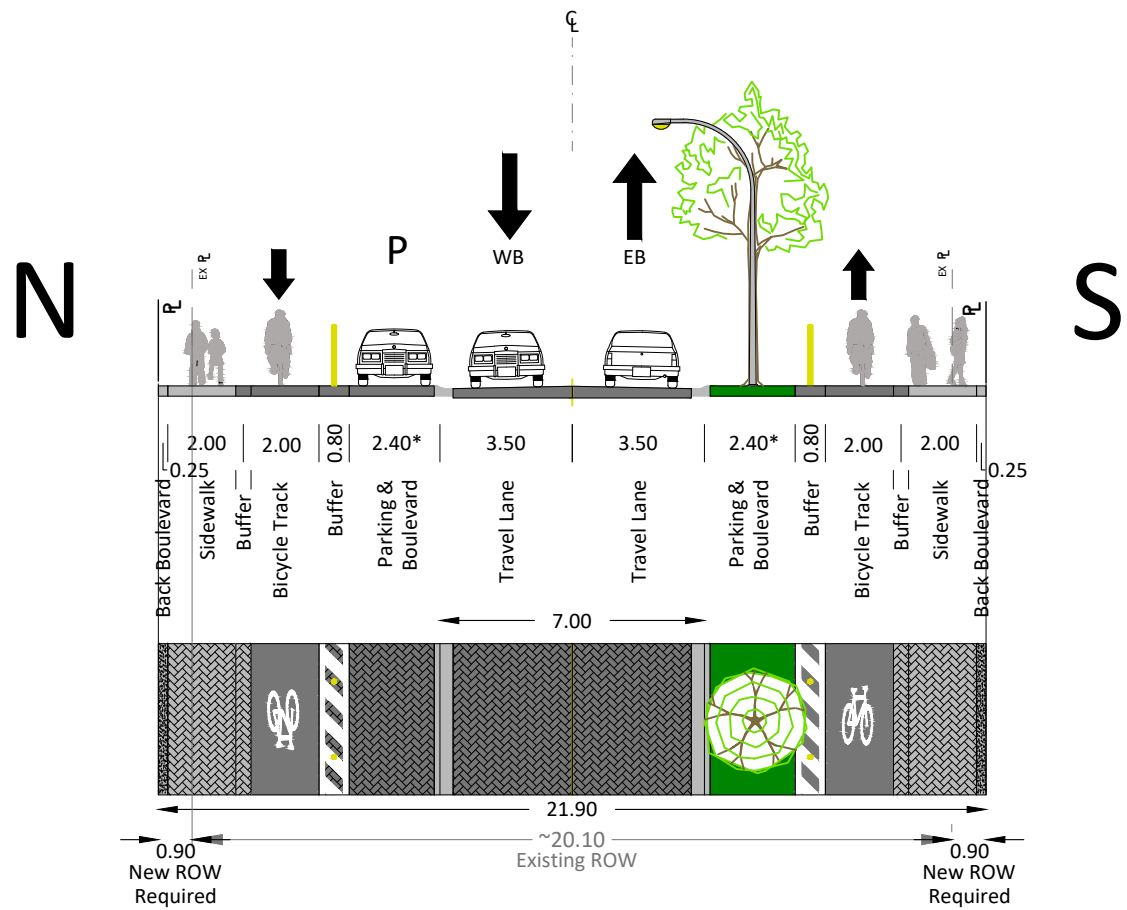 ℄
N
S
P
WB
EB
EX ℙL
ℙL
EX ℙL
ℙL
2.00
2.00
0.80
2.40*
3.50
3.50
2.40*
0.80
2.00
2.00
0.25
0.25
Back Boulevard
Sidewalk
Buffer
Bicycle Track
Buffer
Parking &
Boulevard
Travel Lane
Travel Lane
Parking &
Boulevard
Buffer
Bicycle Track
Buffer
Sidewalk
Back Boulevard
7.00
21.90
~20.10
Existing ROW
0.90
New ROW
Required
0.90
New ROW
Required